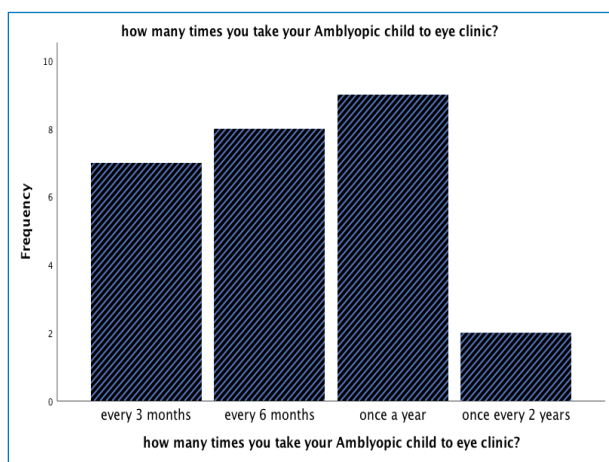 how many times you take your Amblyopic child to eye clinic?
10
8
6
4
2
0
Frequency
every 3 months every 6 months once a year once every 2 years
how many times you take your Amblyopic child to eye clinic?